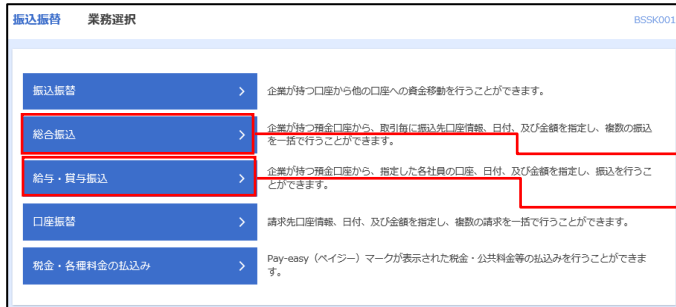 振込振替 業務選択 BSSK001
振込振替
企業が持つ口座から他の口座への資金移動を行うことができます。
総合振込
企業が持つ預金口座から、取引毎に振込先口座情報、日付、及び金額を指定し、複数の振込
を一括で行うことができます。
給与・賞与振込
企業が持つ預金口座から、指定した各社員の口座、日付、及び金額を指定し、振込を行うこ
とができます。
口座振替
請求先口座情報、日付、及び金額を指定し、複数の請求を一括で行うことができます。
税金・各種料金の払込み
Pay-easy（ペイジー）マークが表示された税金・公共料金等の払込みを行うことができま
す。